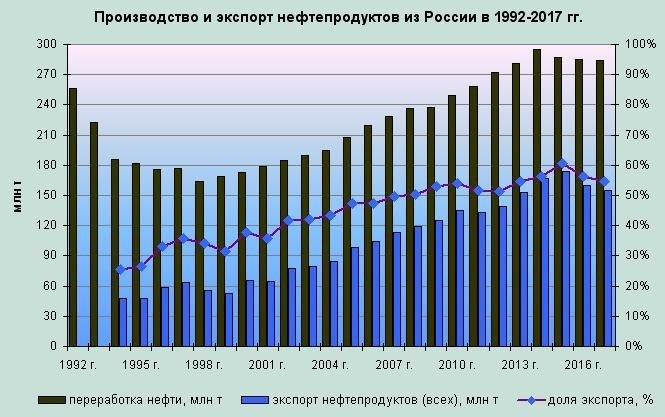 Производство и экспорт нефтепродуктов из России в 1992-2017 гг.
300 100%
270 90%
240 80%
210 70%
180 60%
150 50%
120 40%
90 30%
60 20%
30 10%
0 0%
млн т
1992 г. 1995 г. 1998 г. 2001 г. 2004 г. 2007 г. 2010 г. 2013 г. 2016 г.
переработка нефти, млн т экспорт нефтепродуктов (всех), млн т доля экспорта, %